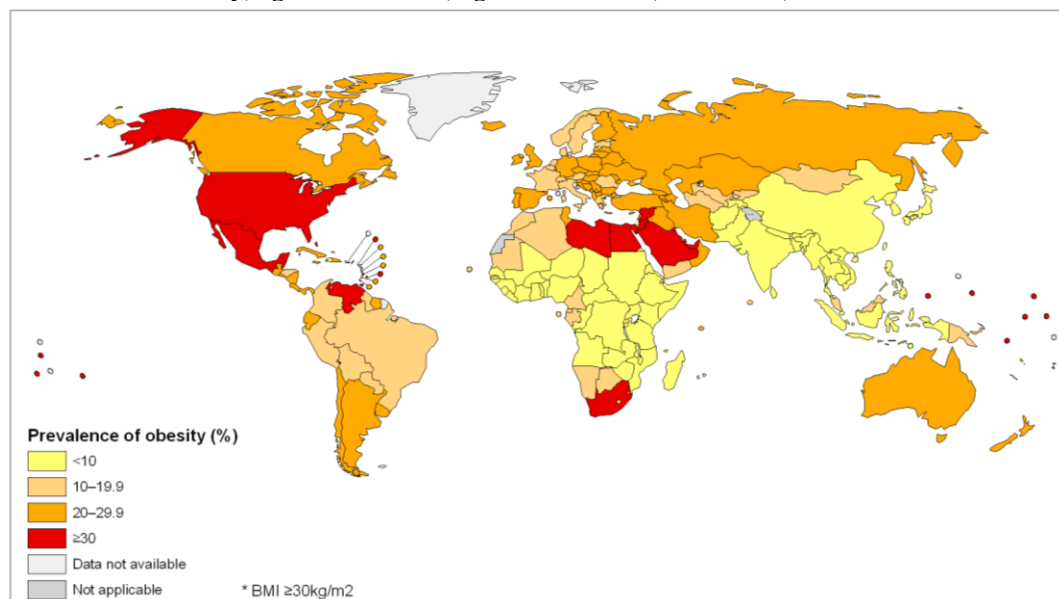 Prevalence of obesity (%)
<10
10–19.9
20–29.9
≥30
Data not available
Not applicable
* BMI ≥30kg/m2